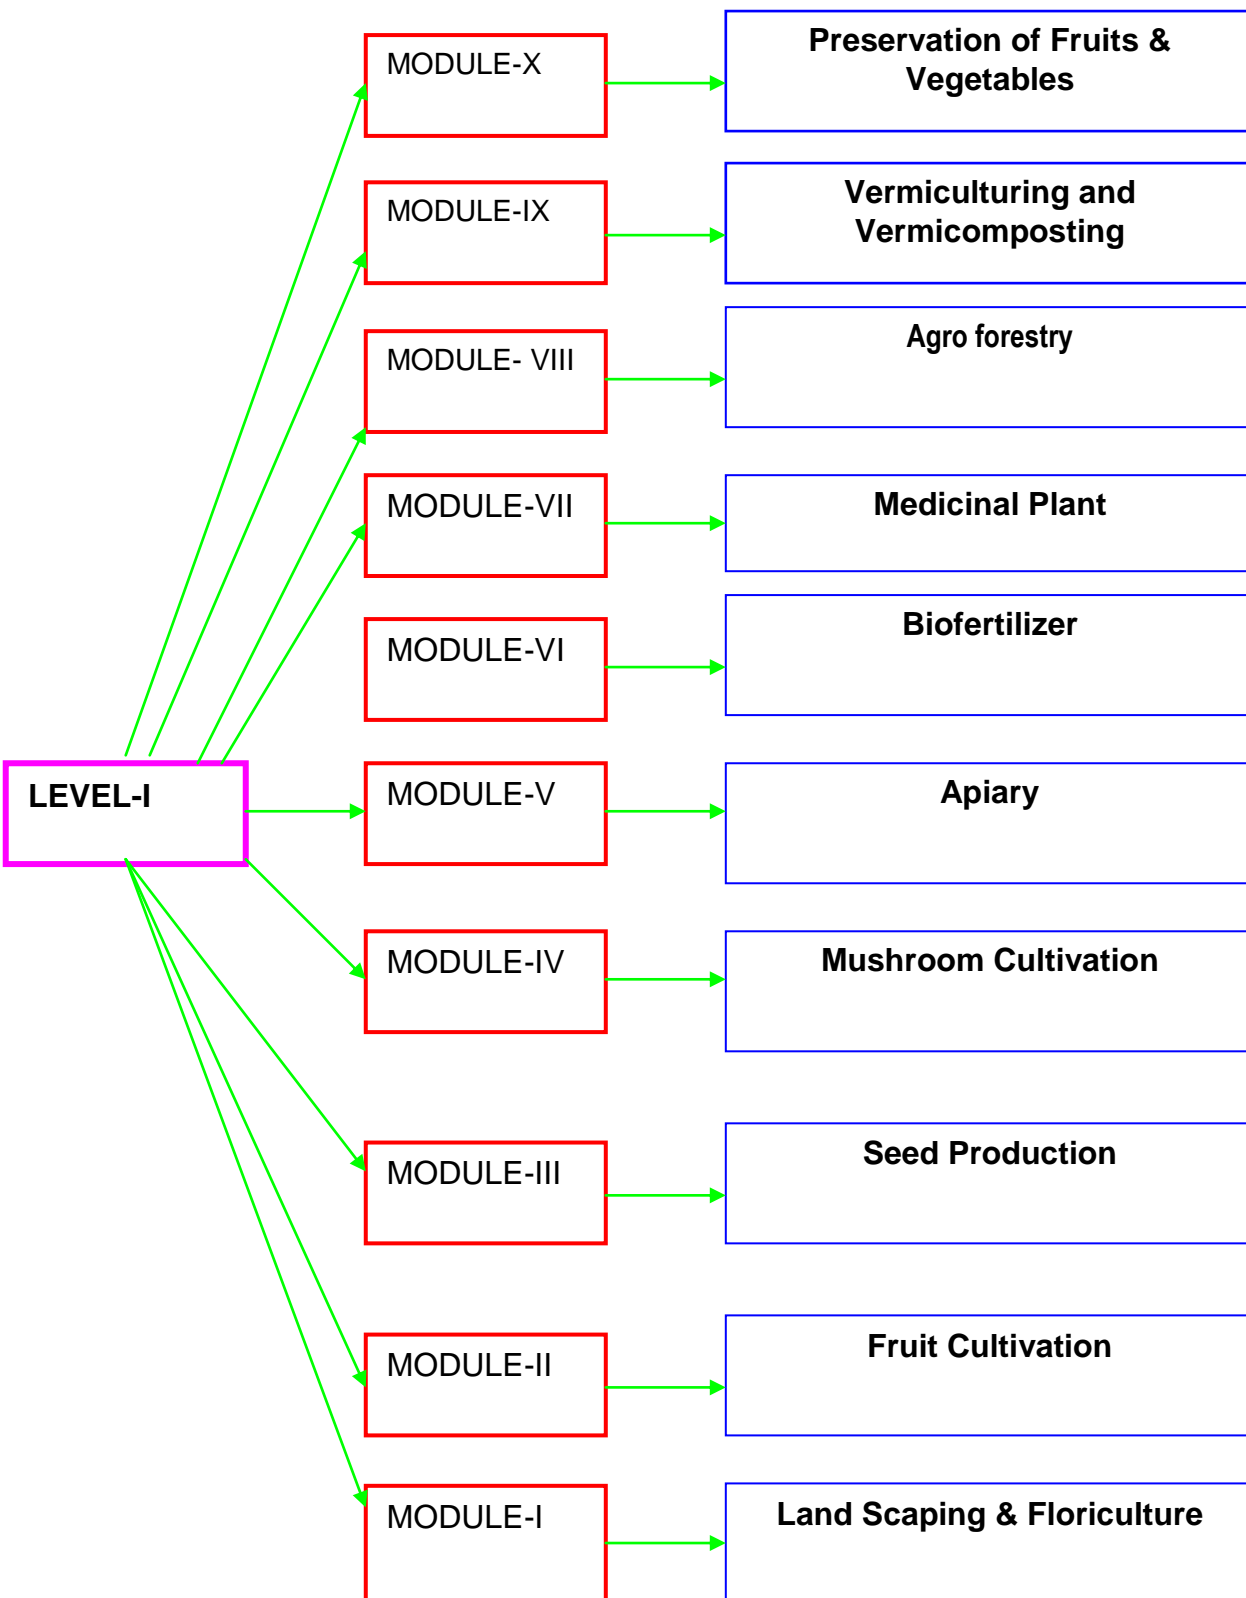 MODULE-X
Preservation of Fruits &
Vegetables
MODULE-IX
Vermiculturing and
Vermicomposting
MODULE- VIII
Agro forestry
MODULE-VII
Medicinal Plant
MODULE-VI
Biofertilizer
LEVEL-I
MODULE-V
Apiary
MODULE-IV
Mushroom Cultivation
MODULE-III
Seed Production
MODULE-II
Fruit Cultivation
MODULE-I
Land Scaping & Floriculture